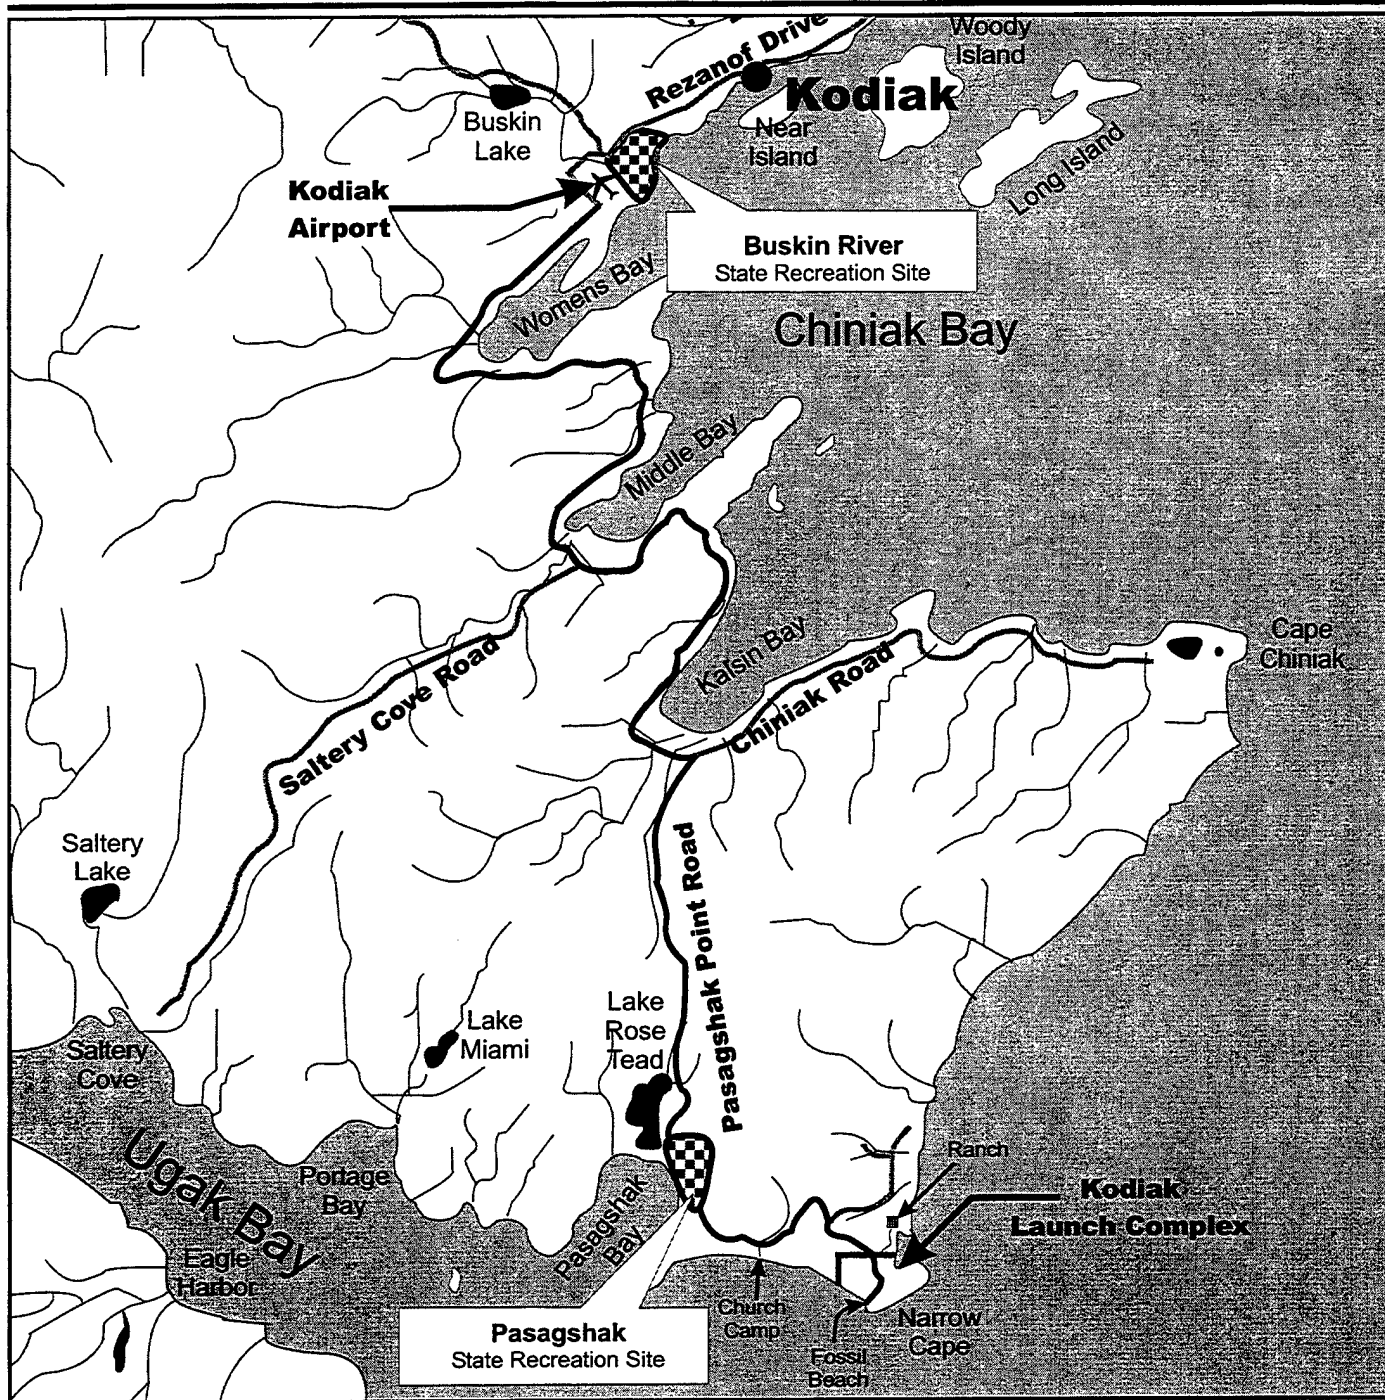 Woody
Island
Rezanof Drive
Kodiak
Near
Island
Long Island
Buskin
Lake
Kodiak
Airport
Buskin River
State Recreation Site
Womens Bay
Chiniak Bay
Middle Bay
Kalsin Bay
Cape
Chiniak
Chiniak Road
Saltery Cove Road
Saltery
Lake
Pasagshak Point Road
Lake
Rose
Tead
Lake
Miami
Saltery
Cove
Ugak Bay
Portage
Bay
Eagle
Harbor
Pasagshak
Bay
Ranch
Kodiak
Launch Complex
Church
Camp
Narrow
Cape
Fossil
Beach
Pasagshak
State Recreation Site